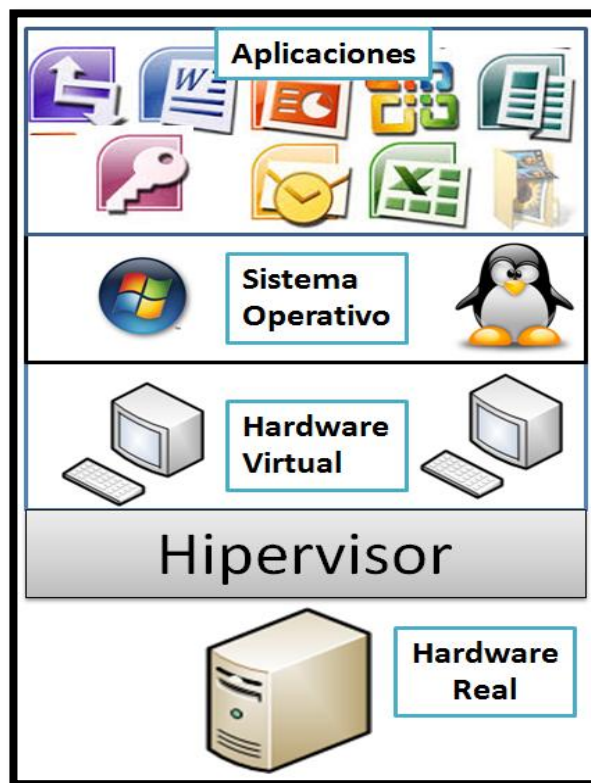 Aplicaciones
W
Sistema
Operativo
Hardware
Virtual
Hipervisor
Hardware
Real